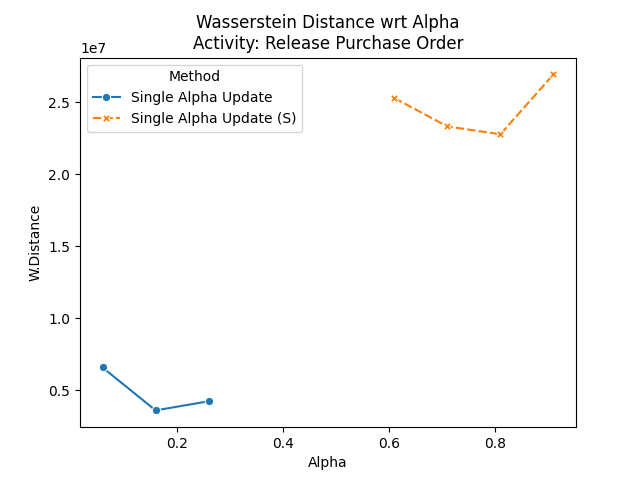 Wasserstein Distance wrt Alpha
Activity: Release Purchase Order
1e7
Method
Single Alpha Update
Single Alpha Update (S)
2.5
2.0
1.5
1.0
0.5
W.Distance
0.2 0.4 0.6 0.8
Alpha